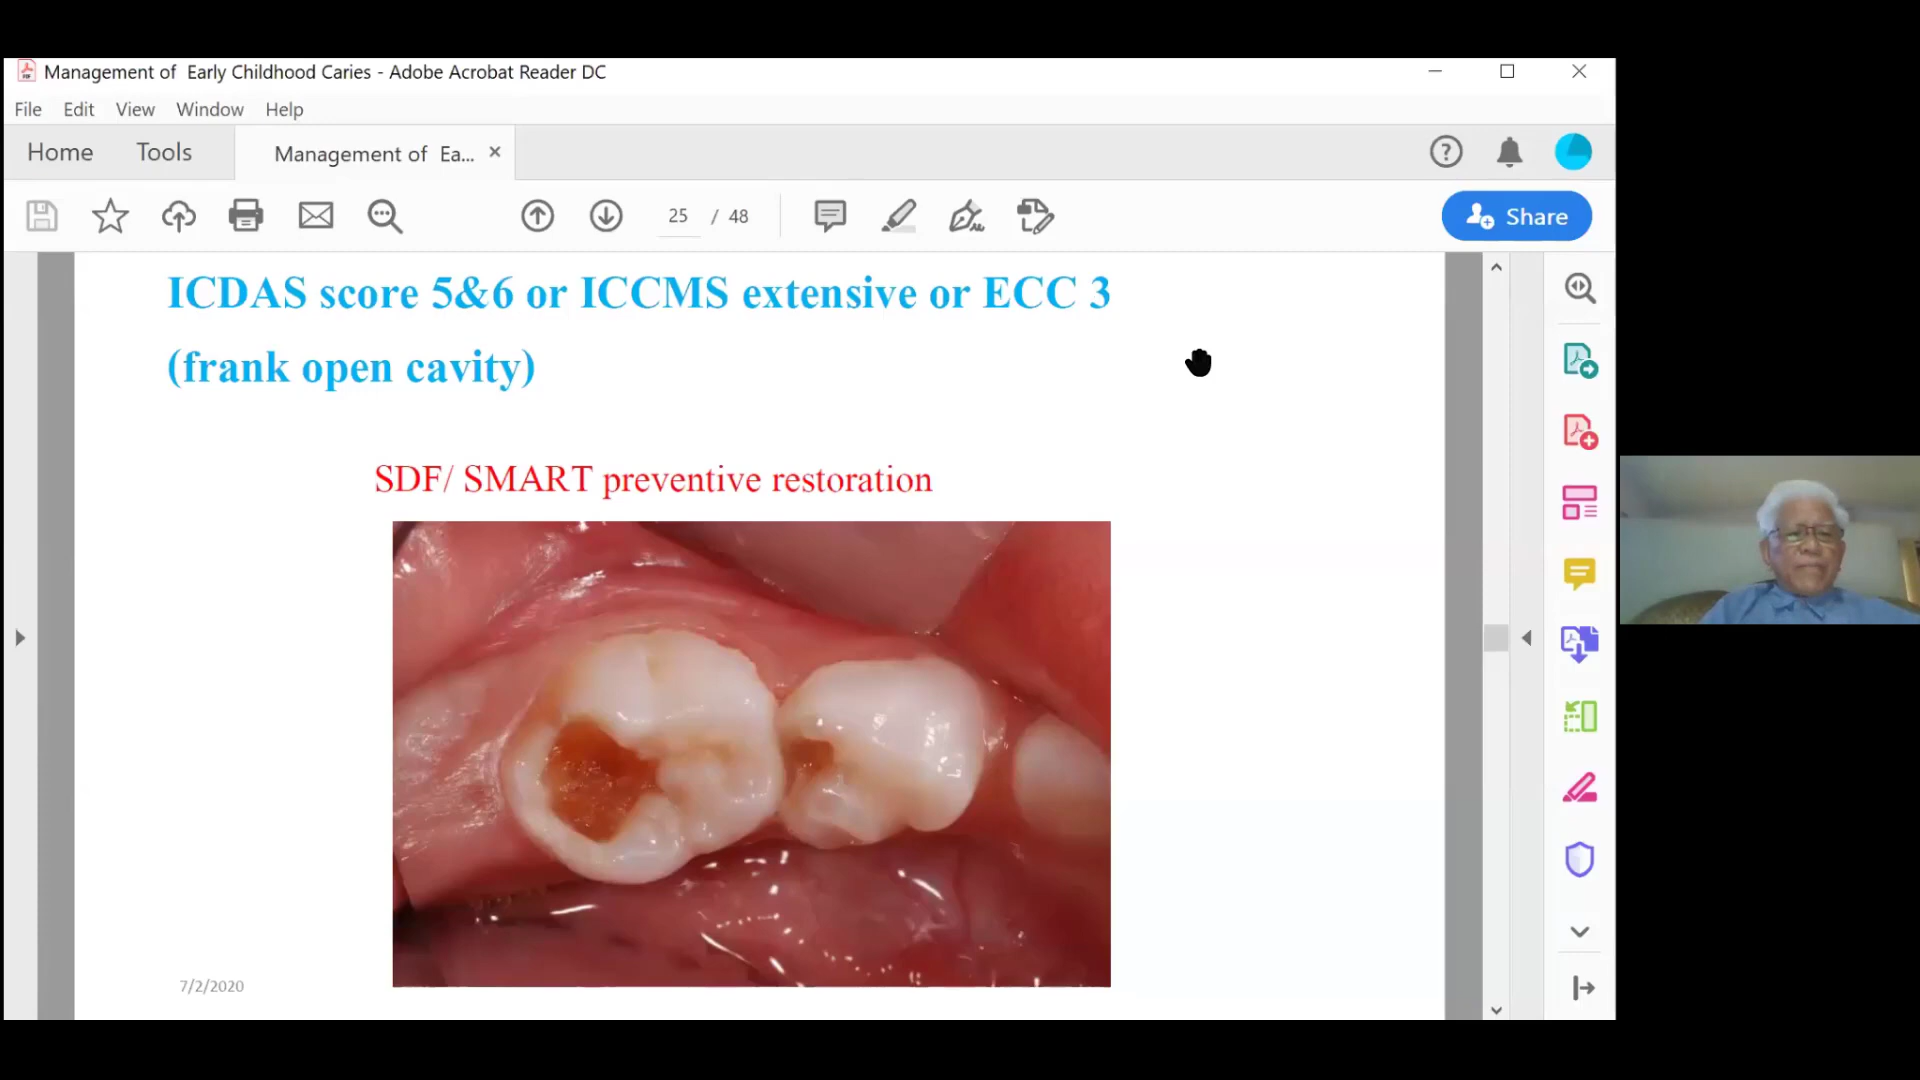 Management of  Early Childhood Caries - Adobe Acrobat Reader DC
File Edit View Window Help
Home Tools Management of Ea... ×
25 / 48
Share
ICDAS score 5&6 or ICCMS extensive or ECC 3
(frank open cavity)
SDF/ SMART preventive restoration
7/2/2020